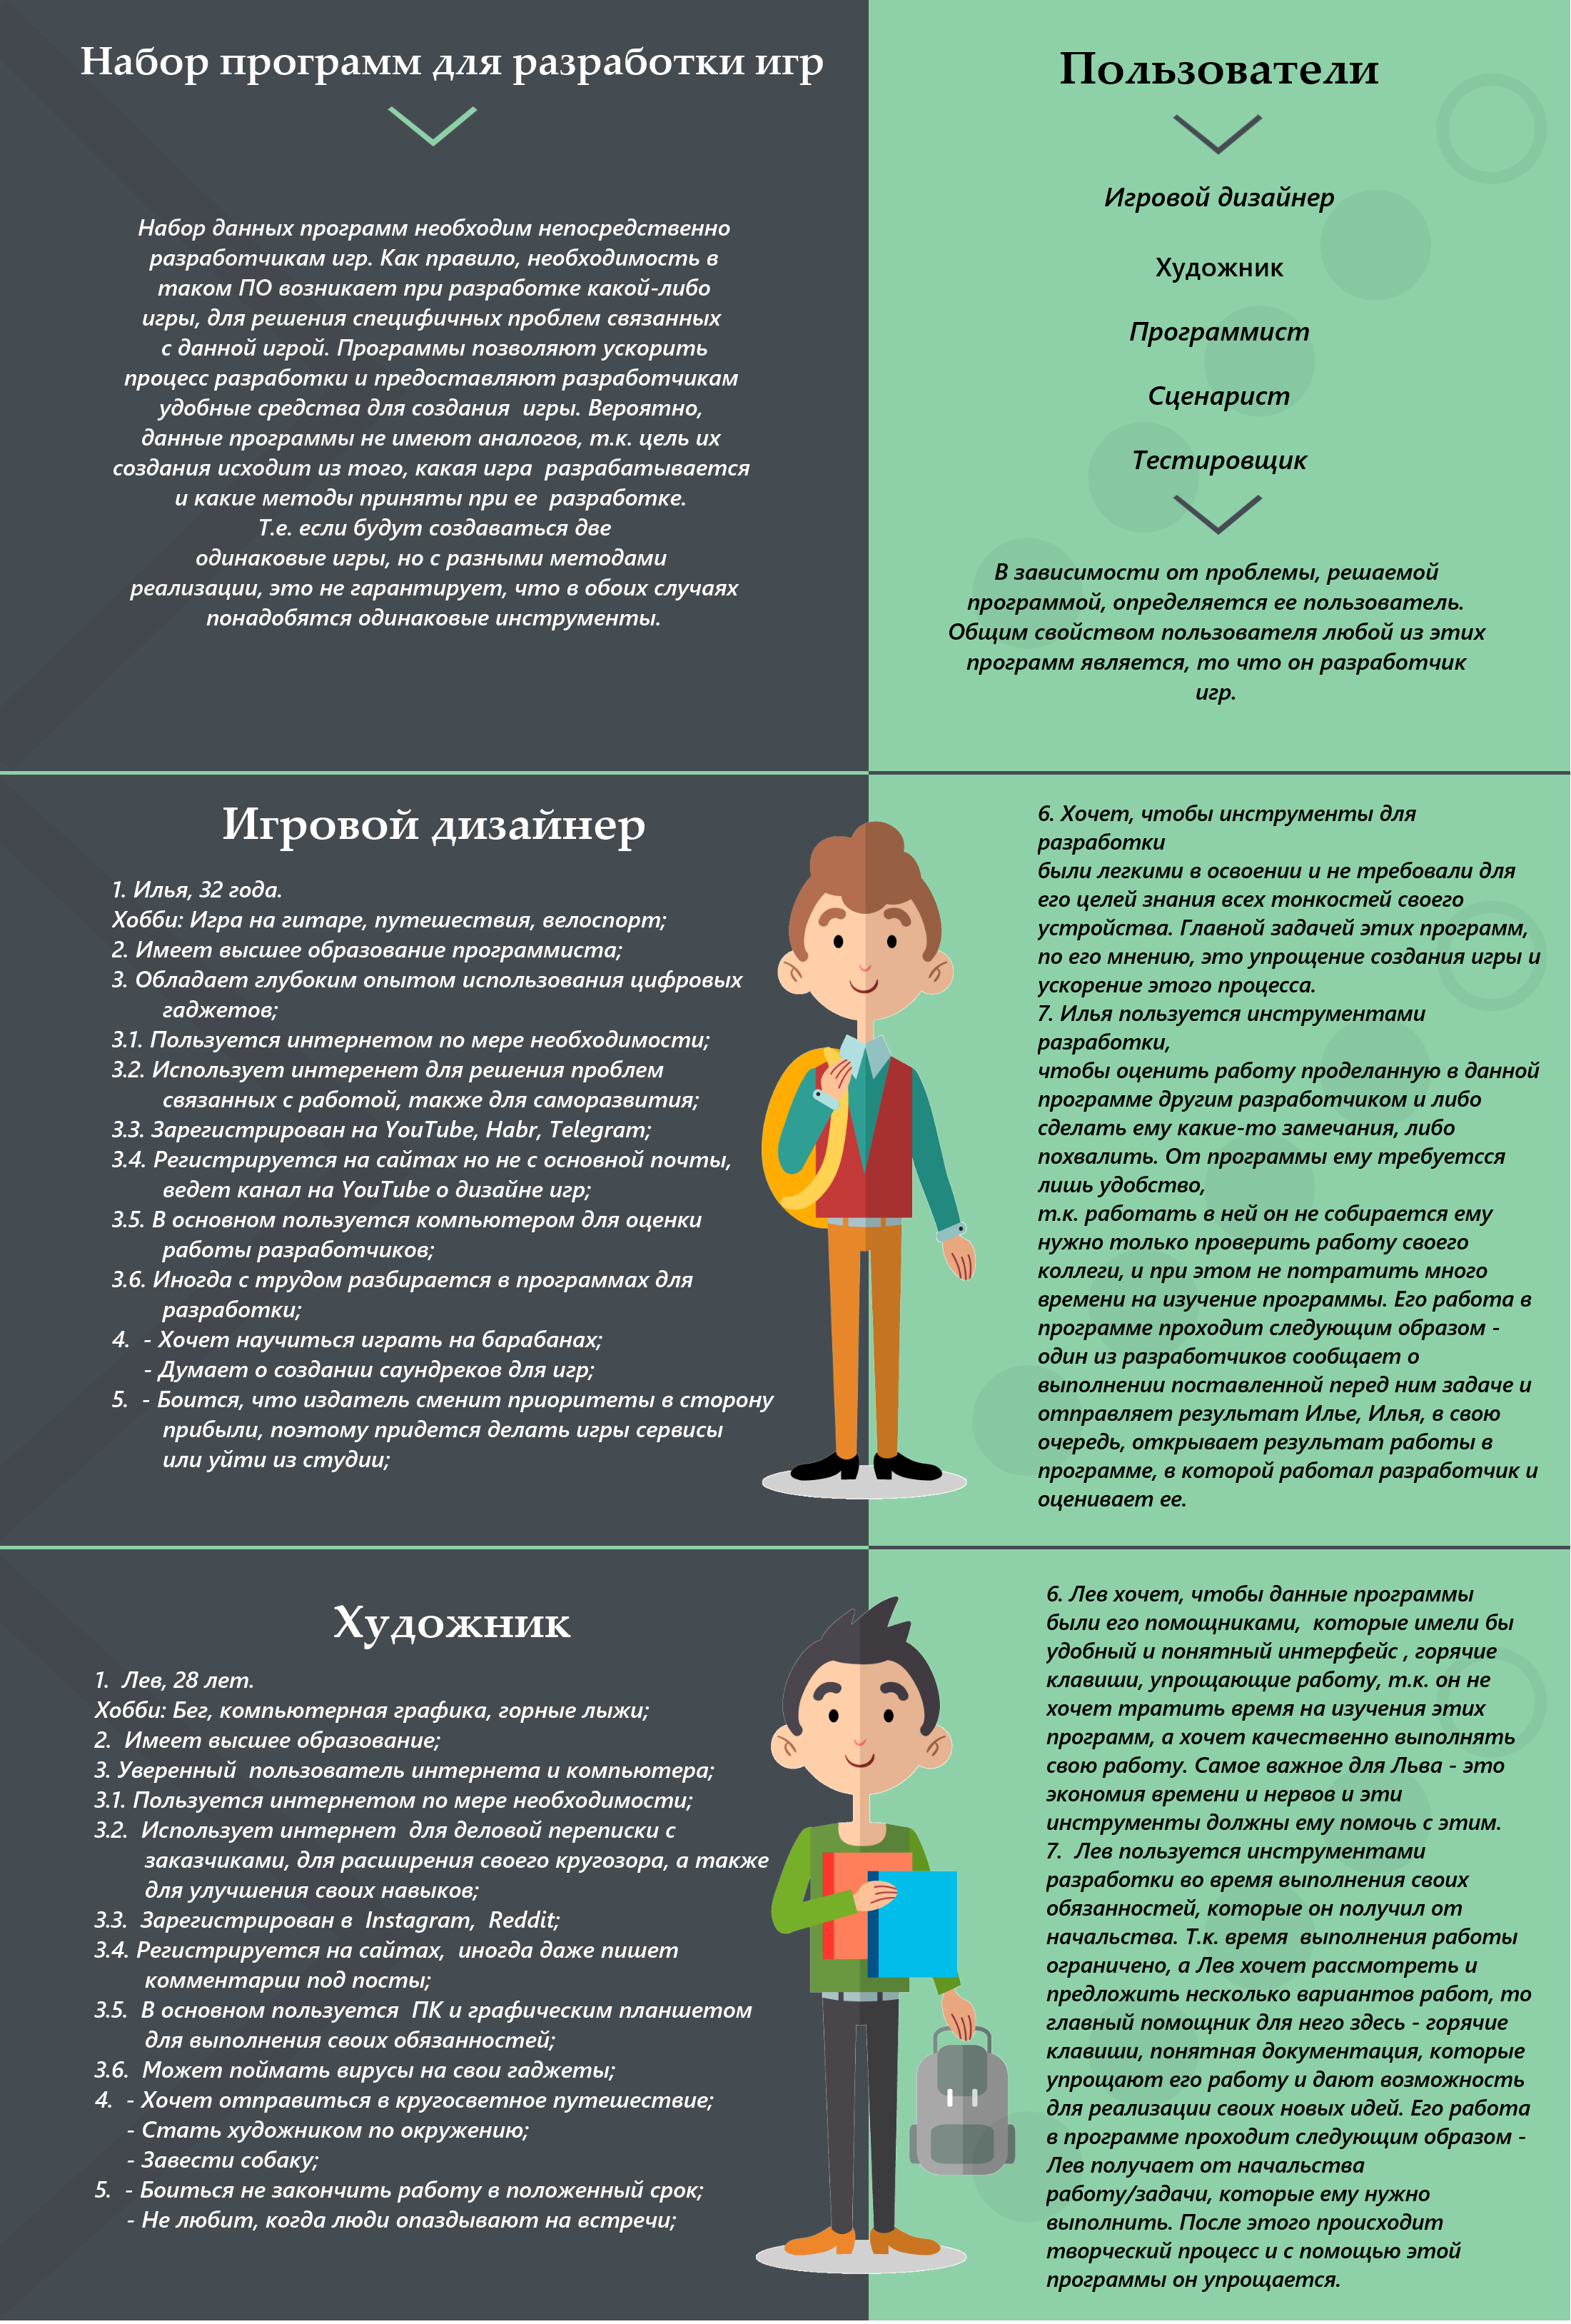 Набор программ для разработки игр
Набор данных программ необходим непосредственно
разработчикам игр. Как правило, необходимость в
таком ПО возникает при разработке какой-либо
игры, для решения специфичных проблем связанных
с данной игрой. Программы позволяют ускорить
процесс разработки и предоставляют разработчикам
удобные средства для создания игры. Вероятно,
данные программы не имеют аналогов, т.к. цель их
создания исходит из того, какая игра разрабатывается
и какие методы приняты при ее разработке.
Т.е. если будут создаваться две
одинаковые игры, но с разными методами
реализации, это не гарантирует, что в обоих случаях
понадобятся одинаковые инструменты.
Пользователи
Игровой дизайнер
Художник
Программист
Сценарист
Тестировщик
В зависимости от проблемы, решаемой
программой, определяется ее пользователь.
Общим свойством пользователя любой из этих
программ является, то что он разработчик
игр.
Игровой дизайнер
1. Илья, 32 года.
Хобби: Игра на гитаре, путешествия, велоспорт;
2. Имеет высшее образование программиста;
3. Обладает глубоким опытом использования цифровых
гаджетов;
3.1. Пользуется интернетом по мере необходимости;
3.2. Использует интеренет для решения проблем
связанных с работой, также для саморазвития;
3.3. Зарегистрирован на YouTube, Habr, Telegram;
3.4. Регистрируется на сайтах но не с основной почты,
ведет канал на YouTube о дизайне игр;
3.5. В основном пользуется компьютером для оценки
работы разработчиков;
3.6. Иногда с трудом разбирается в программах для
разработки;
4. - Хочет научиться играть на барабанах;
- Думает о создании саундреков для игр;
5. - Боится, что издатель сменит приоритеты в сторону
прибыли, поэтому придется делать игры сервисы
или уйти из студии;
6. Хочет, чтобы инструменты для
разработки
были легкими в освоении и не требовали для
его целей знания всех тонкостей своего
устройства. Главной задачей этих программ,
по его мнению, это упрощение создания игры и
ускорение этого процесса.
7. Илья пользуется инструментами
разработки,
чтобы оценить работу проделанную в данной
программе другим разработчиком и либо
сделать ему какие-то замечания, либо
похвалить. От программы ему требуетсся
лишь удобство,
т.к. работать в ней он не собирается ему
нужно только проверить работу своего
коллеги, и при этом не потратить много
времени на изучение программы. Его работа в
программе проходит следующим образом -
один из разработчиков сообщает о
выполнении поставленной перед ним задаче и
отправляет результат Илье, Илья, в свою
очередь, открывает результат работы в
программе, в которой работал разработчик и
оценивает ее.
Художник
1. Лев, 28 лет.
Хобби: Бег, компьютерная графика, горные лыжи;
2. Имеет высшее образование;
3. Уверенный пользователь интернета и компьютера;
3.1. Пользуется интернетом по мере необходимости;
3.2. Использует интернет для деловой переписки с
заказчиками, для расширения своего кругозора, а также
для улучшения своих навыков;
3.3. Зарегистрирован в Instagram, Reddit;
3.4. Регистрируется на сайтах, иногда даже пишет
комментарии под посты;
3.5. В основном пользуется ПК и графическим планшетом
для выполнения своих обязанностей;
3.6. Может поймать вирусы на свои гаджеты;
4. - Хочет отправиться в кругосветное путешествие;
- Стать художником по окружению;
- Завести собаку;
5. - Боиться не закончить работу в положенный срок;
- Не любит, когда люди опаздывают на встречи;
6. Лев хочет, чтобы данные программы
были его помощниками, которые имели бы
удобный и понятный интерфейс , горячие
клавиши, упрощающие работу, т.к. он не
хочет тратить время на изучения этих
программ, а хочет качественно выполнять
свою работу. Самое важное для Льва - это
экономия времени и нервов и эти
инструменты должны ему помочь с этим.
7. Лев пользуется инструментами
разработки во время выполнения своих
обязанностей, которые он получил от
начальства. Т.к. время выполнения работы
ограничено, а Лев хочет рассмотреть и
предложить несколько вариантов работ, то
главный помощник для него здесь - горячие
клавиши, понятная документация, которые
упрощают его работу и дают возможность
для реализации своих новых идей. Его работа
в программе проходит следующим образом -
Лев получает от начальства
работу/задачи, которые ему нужно
выполнить. После этого происходит
творческий процесс и с помощью этой
программы он упрощается.